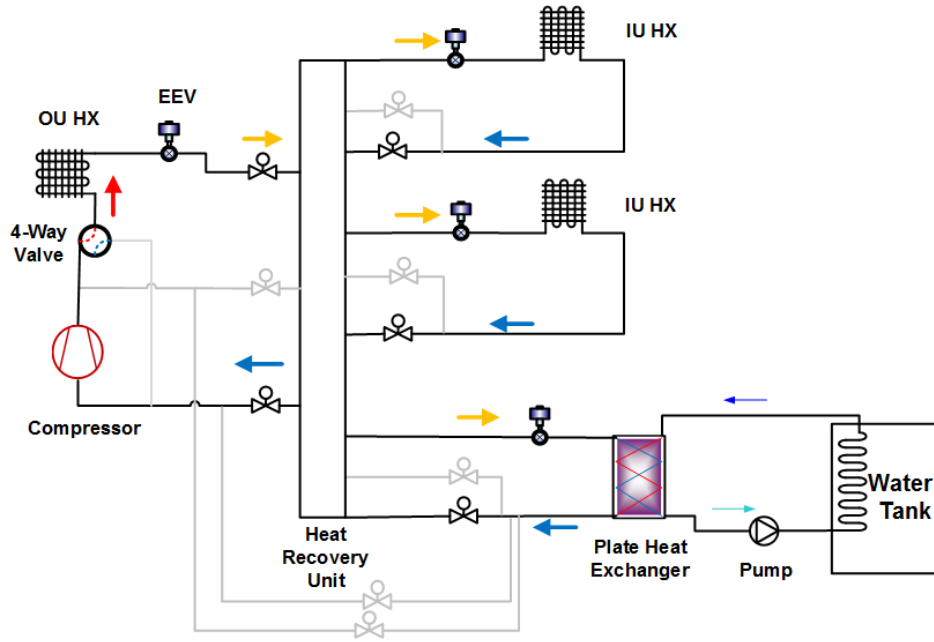 IU HX
EEV
OU HX
4-Way
Valve
IU HX
Compressor
Heat
Recovery
Unit
Plate Heat
Exchanger
Pump
Water
Tank